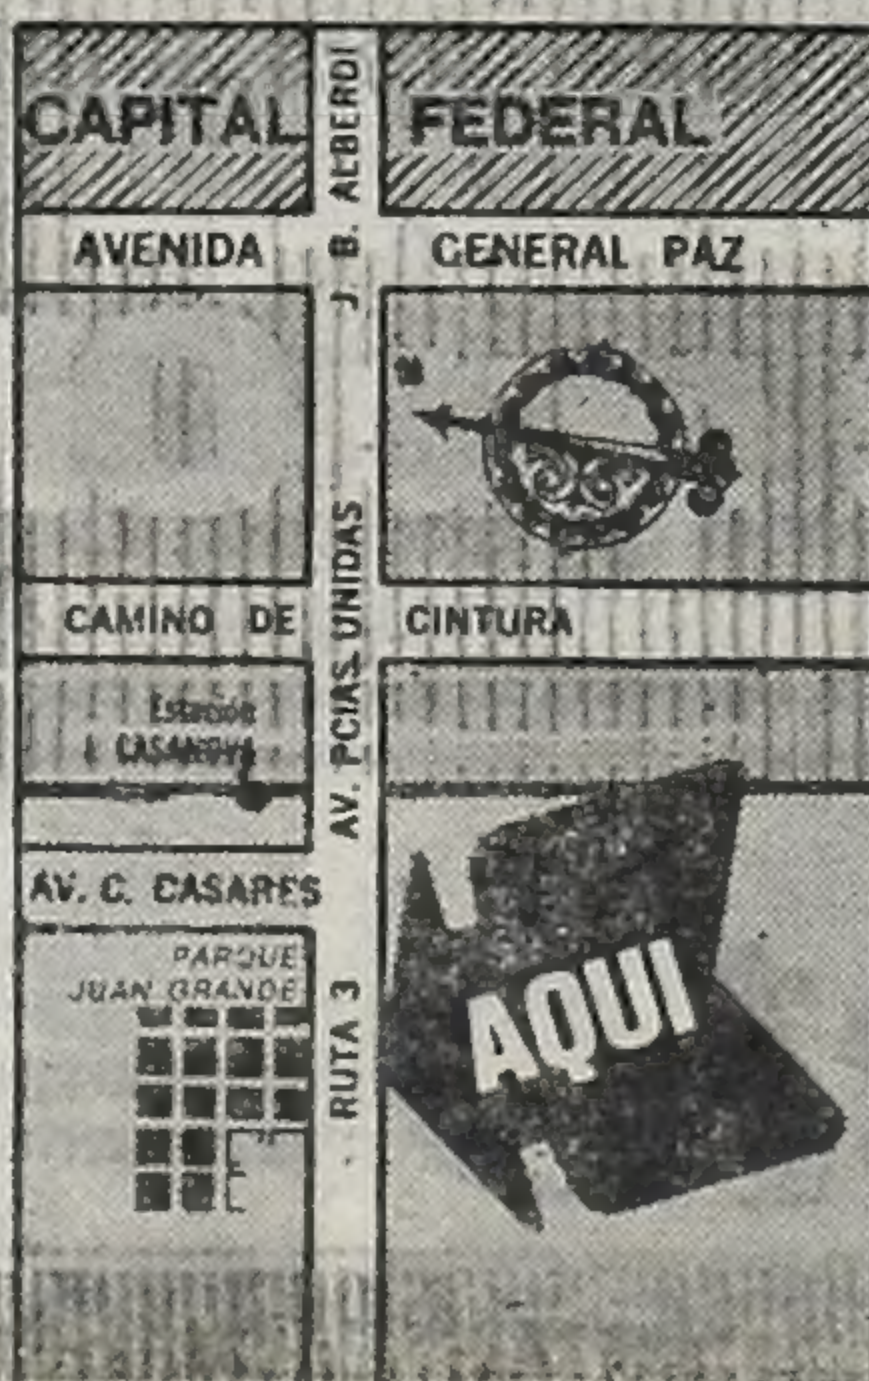 CAPITAL FEDERAL
J. B. ALBERDI
AVENIDA GENERAL PAZ
AV. PCIAS. UNIDAS
CAMINO DE CINTURA
Estación
I. CASANOVA
AV. C. CASARES
PARQUE
JUAN GRANDE
RUTA 3
AQUI